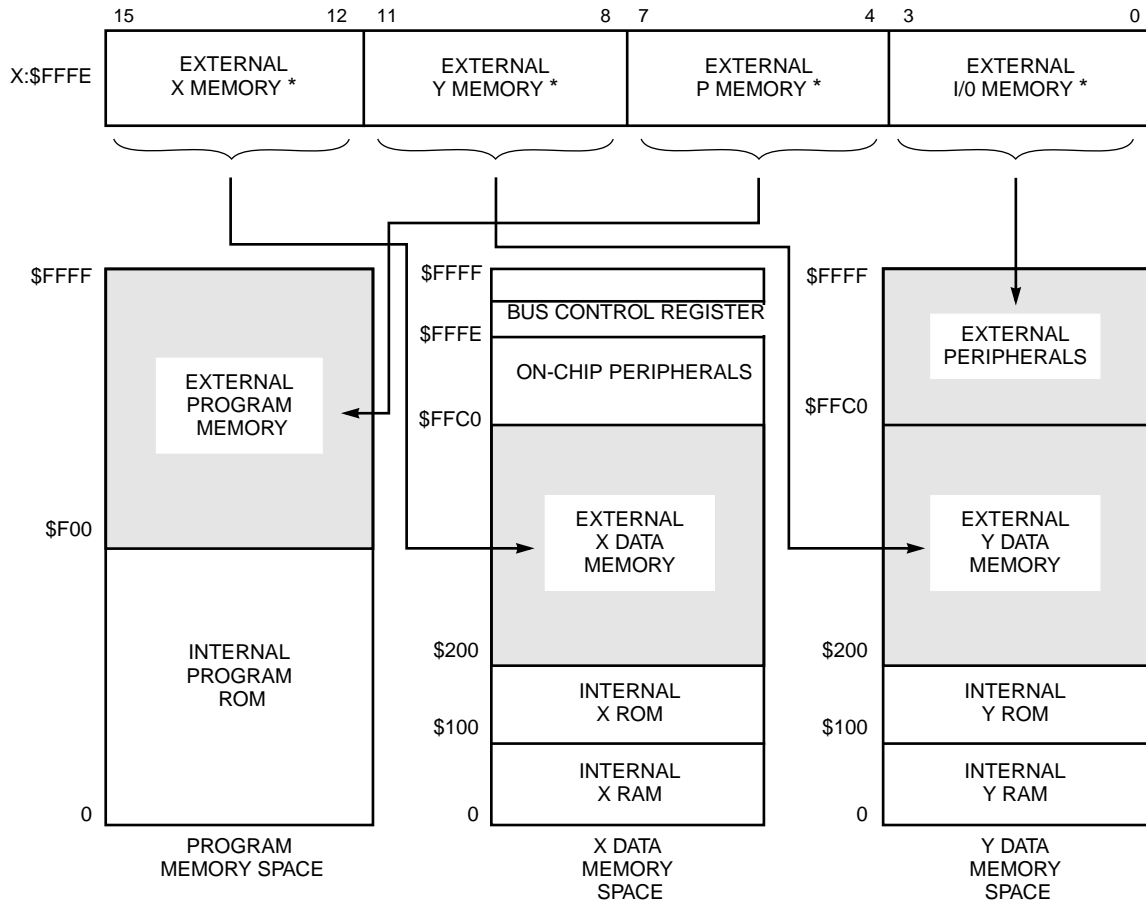 15 12 11 8 7 4 3 0
X:$FFFE
EXTERNAL
X MEMORY *
EXTERNAL
Y MEMORY *
EXTERNAL
P MEMORY *
EXTERNAL
I/0 MEMORY *
$FFFF
EXTERNAL
PROGRAM
MEMORY
$F00
INTERNAL
PROGRAM
ROM
0
PROGRAM
MEMORY SPACE
$FFFF
BUS CONTROL REGISTER
$FFFE
ON-CHIP PERIPHERALS
$FFC0
EXTERNAL
X DATA
MEMORY
$200
INTERNAL
X ROM
$100
INTERNAL
X RAM
0
X DATA
MEMORY
SPACE
$FFFF
EXTERNAL
PERIPHERALS
$FFC0
EXTERNAL
Y DATA
MEMORY
$200
INTERNAL
Y ROM
$100
INTERNAL
Y RAM
0
Y DATA
MEMORY
SPACE